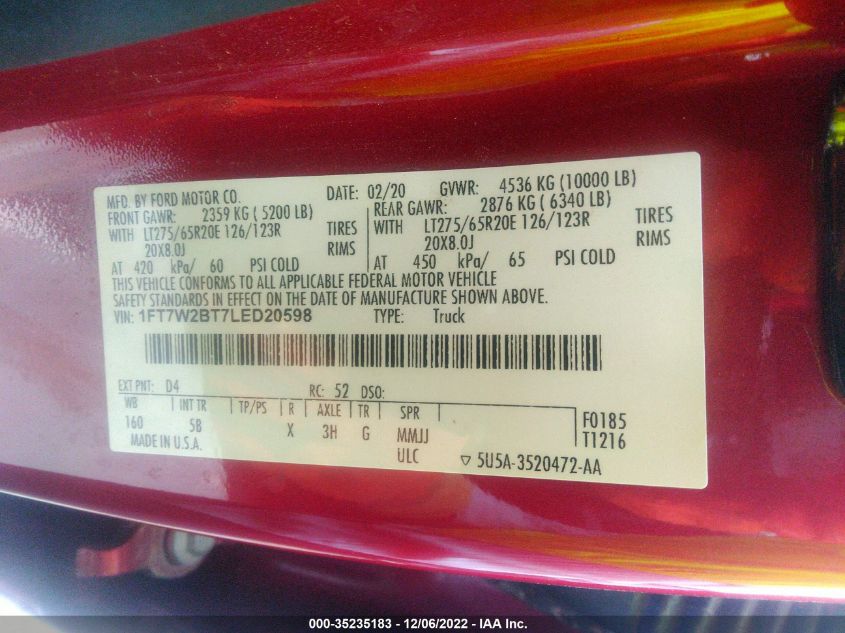 MFD. BY FORD MOTOR CO.
DATE: 02/20 GVWR: 4536 KG (10000 LB)
FRONT GAWR: 2359 KG ( 5200 LB) REAR GAWR: 2876 KG ( 6340 LB)
WITH LT275/65R20E 126/123R TIRES WITH LT275/65R20E 126/123R TIRES
20X8.0J RIMS 20X8.0J RIMS
AT 420 kPa/ 60 PSI COLD AT 450 kPa/ 65 PSI COLD
THIS VEHICLE CONFORMS TO ALL APPLICABLE FEDERAL MOTOR VEHICLE
SAFETY STANDARDS IN EFFECT ON THE DATE OF MANUFACTURE SHOWN ABOVE.
VIN: 1FT7W2BT7LED20598 TYPE: Truck
EXT PNT: D4 RC: 52 DSO:
WB INT TR TP/PS R AXLE TR SPR
160 5B X 3H G MMJJ
ULC
F0185
T1216
MADE IN U.S.A.
▽ 5U5A-3520472-AA
000-35235183 - 12/06/2022 - IAA Inc.